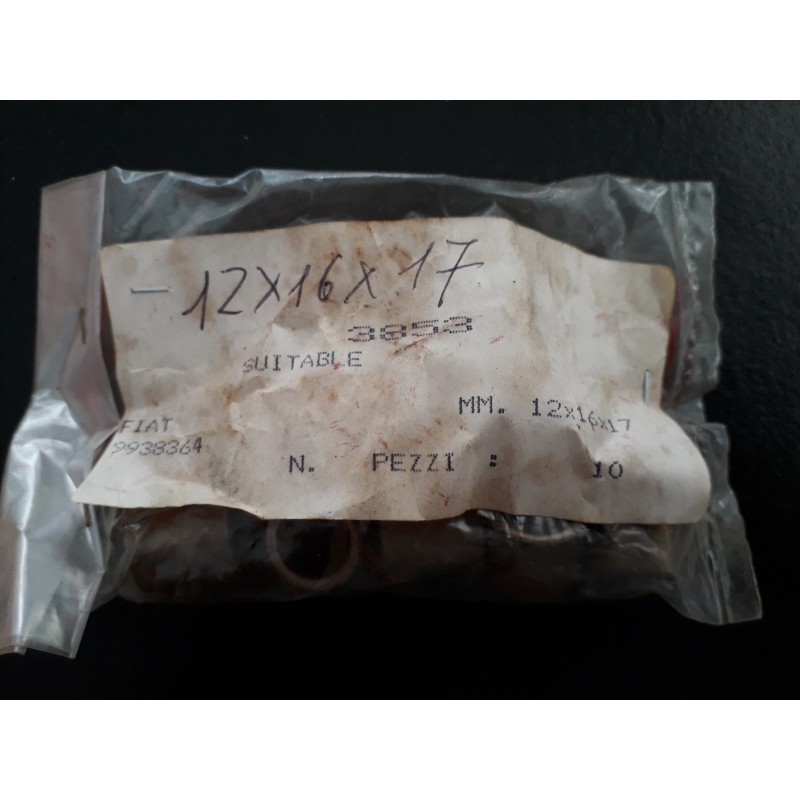 - 12X16X17
3853
SUITABLE
MM. 12x16x17
FIAT
9938364
N. PEZZI : 10